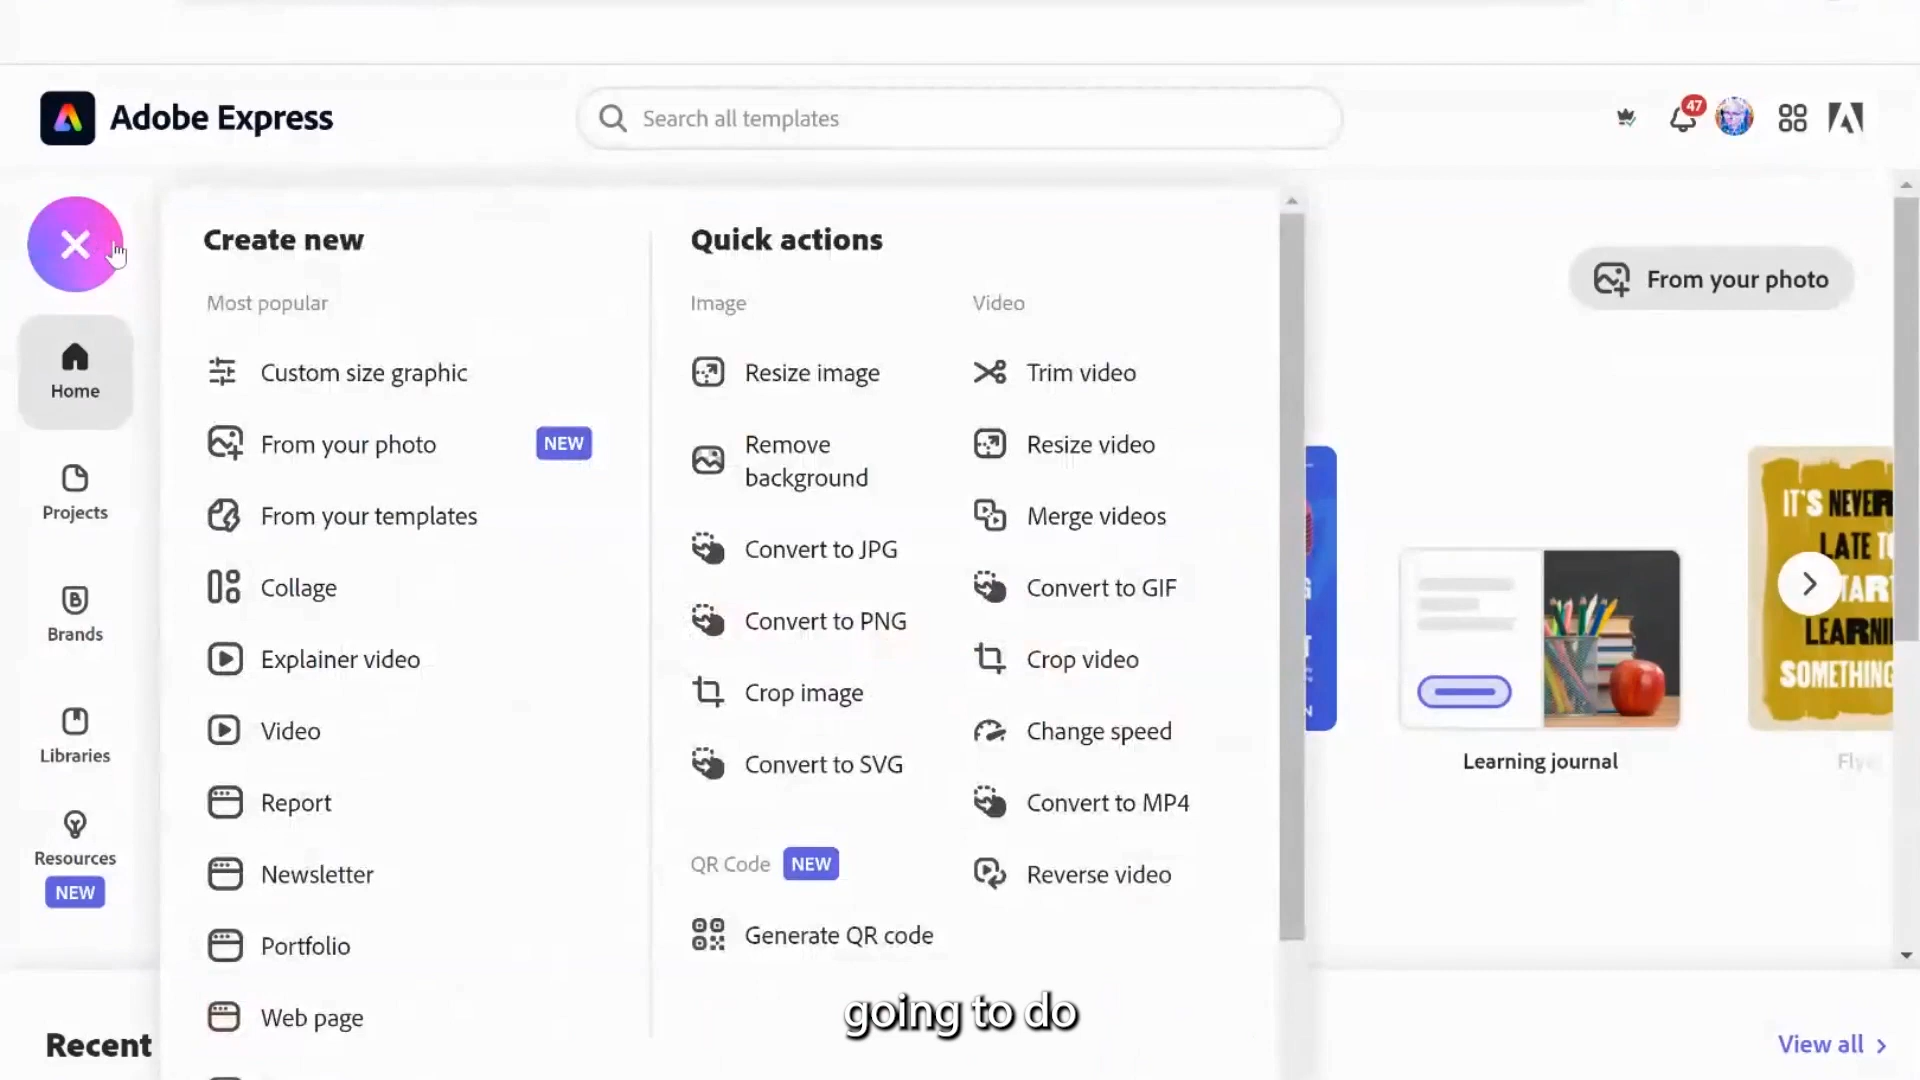 Adobe Express
Search all templates
47
Home
Projects
Brands
Libraries
Resources
NEW
Create new
Most popular
Custom size graphic
From your photo NEW
From your templates
Collage
Explainer video
Video
Report
Newsletter
Portfolio
Web page
Quick actions
Image
Resize image
Remove
background
Convert to JPG
Convert to PNG
Crop image
Convert to SVG
QR Code NEW
Generate QR code
Video
Trim video
Resize video
Merge videos
Convert to GIF
Crop video
Change speed
Convert to MP4
Reverse video
From your photo
Learning journal
IT'S NEVER
LATE
SOMETHING
Recent
View all
going to do